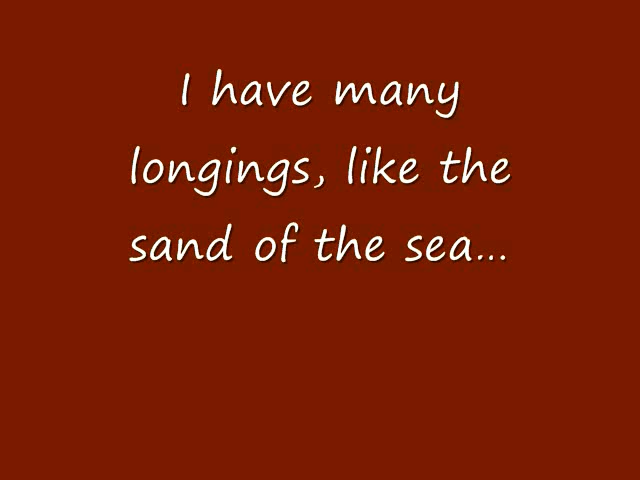 I have many
longings, like the
sand of the sea...